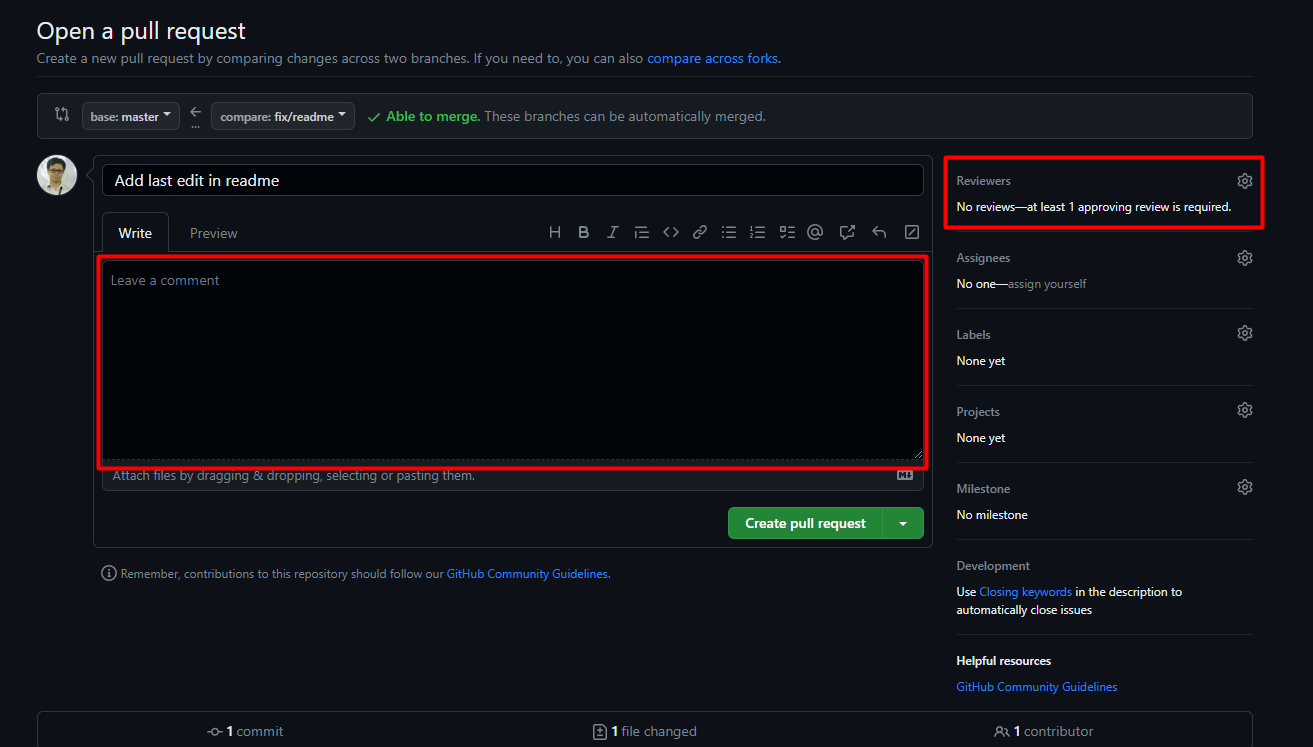 Open a pull request
Create a new pull request by comparing changes across two branches. If you need to, you can also compare across forks.
base: master
...
compare: fix/readme
Able to merge. These branches can be automatically merged.
Add last edit in readme
Write
Preview
Leave a comment
Attach files by dragging & dropping, selecting or pasting them.
Create pull request
Remember, contributions to this repository should follow our GitHub Community Guidelines.
Reviewers
No reviews—at least 1 approving review is required.
Assignees
No one—assign yourself
Labels
None yet
Projects
None yet
Milestone
No milestone
Development
Use Closing keywords in the description to
automatically close issues
Helpful resources
GitHub Community Guidelines
1 commit
1 file changed
1 contributor